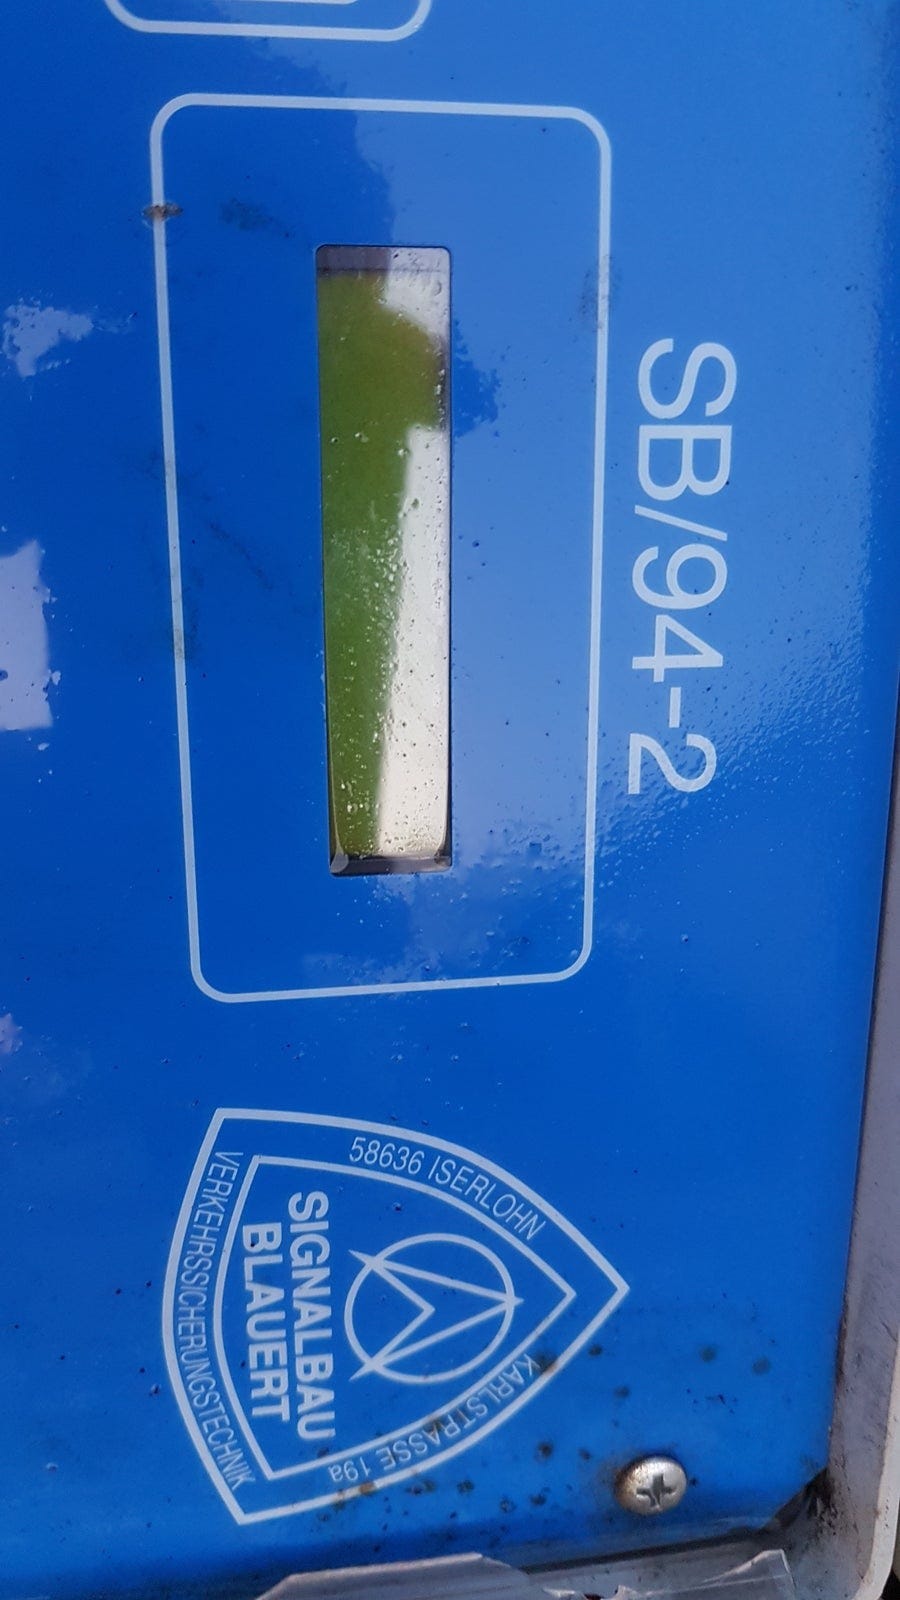 SB/94-2
58636 ISERLOHN
KARLSTRASSE 19a
SIGNALBAU
BLAUERT
VERKEHRSSICHERUNGSTECHNIK